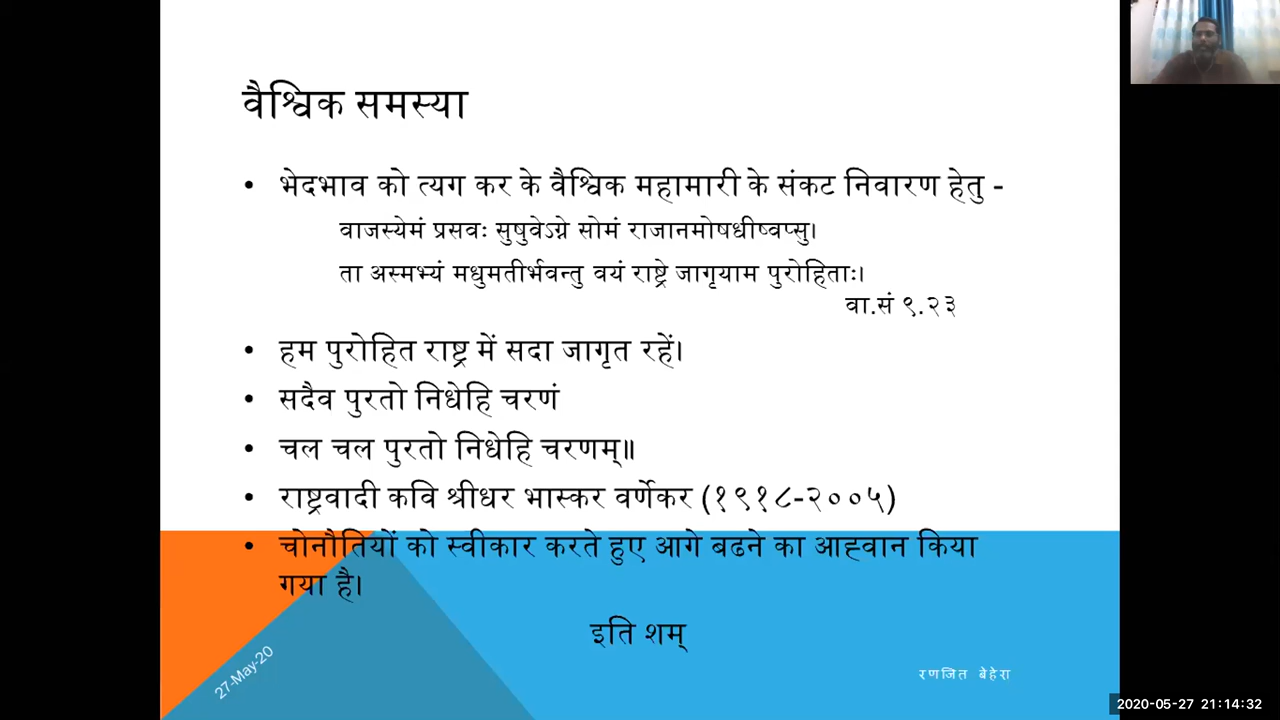 वैश्विक समस्या
• भेदभाव को त्यग कर के वैश्विक महामारी के संकट निवारण हेतु -
वाजस्येमं प्रसवः सुषुवेऽग्रे सोमं राजानमोषधीष्वप्सु।
ता अस्मभ्यं मधुमतीर्भवन्तु वयं राष्ट्रे जागृयाम पुरोहिताः।
वा.सं ९.२३
• हम पुरोहित राष्ट्र में सदा जागृत रहें।
• सदैव पुरतो निधेहि चरणं
• चल चल पुरतो निधेहि चरणम्॥
• राष्ट्रवादी कवि श्रीधर भास्कर वर्णेकर (१९१८-२००५)
• चोनौतियों को स्वीकार करते हुए आगे बढने का आह्वान किया
गया है।
इति शम्
27-May-20
रणजित बेहेरा
2020-05-27 21:14:32